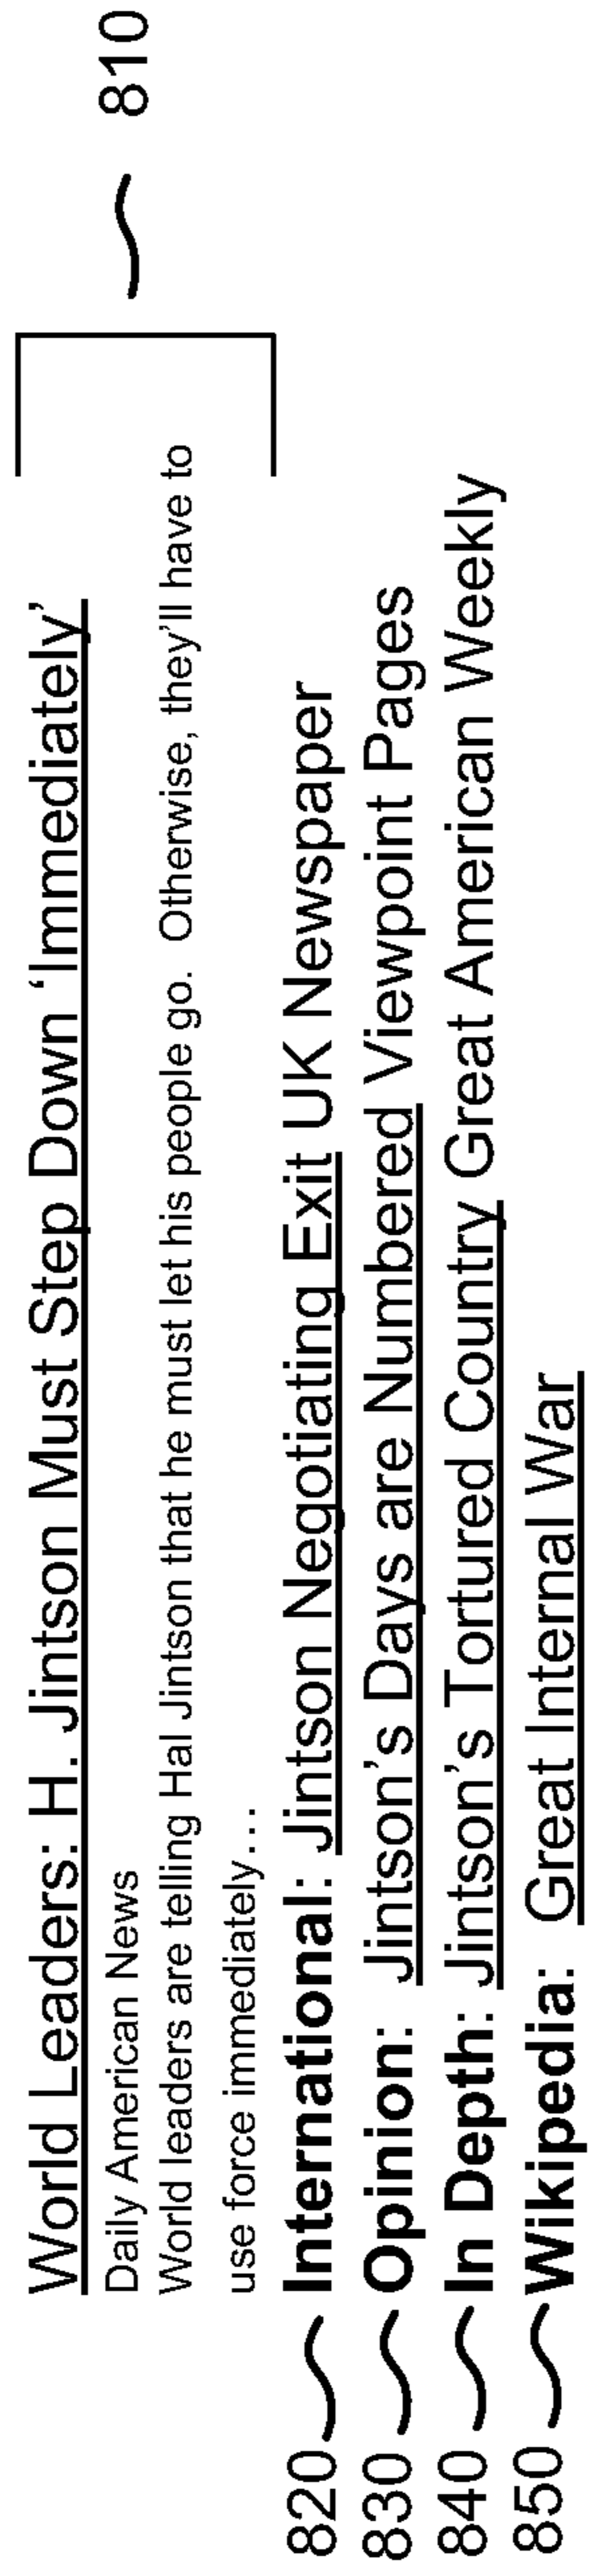 World Leaders: H. Jintson Must Step Down ‘Immediately’
Daily American News
World leaders are telling Hal Jintson that he must let his people go. Otherwise, they’ll have to
use force immediately…
810
820 International: Jintson Negotiating Exit UK Newspaper
830 Opinion: Jintson’s Days are Numbered Viewpoint Pages
840 In Depth: Jintson’s Tortured Country Great American Weekly
850 Wikipedia: Great Internal War